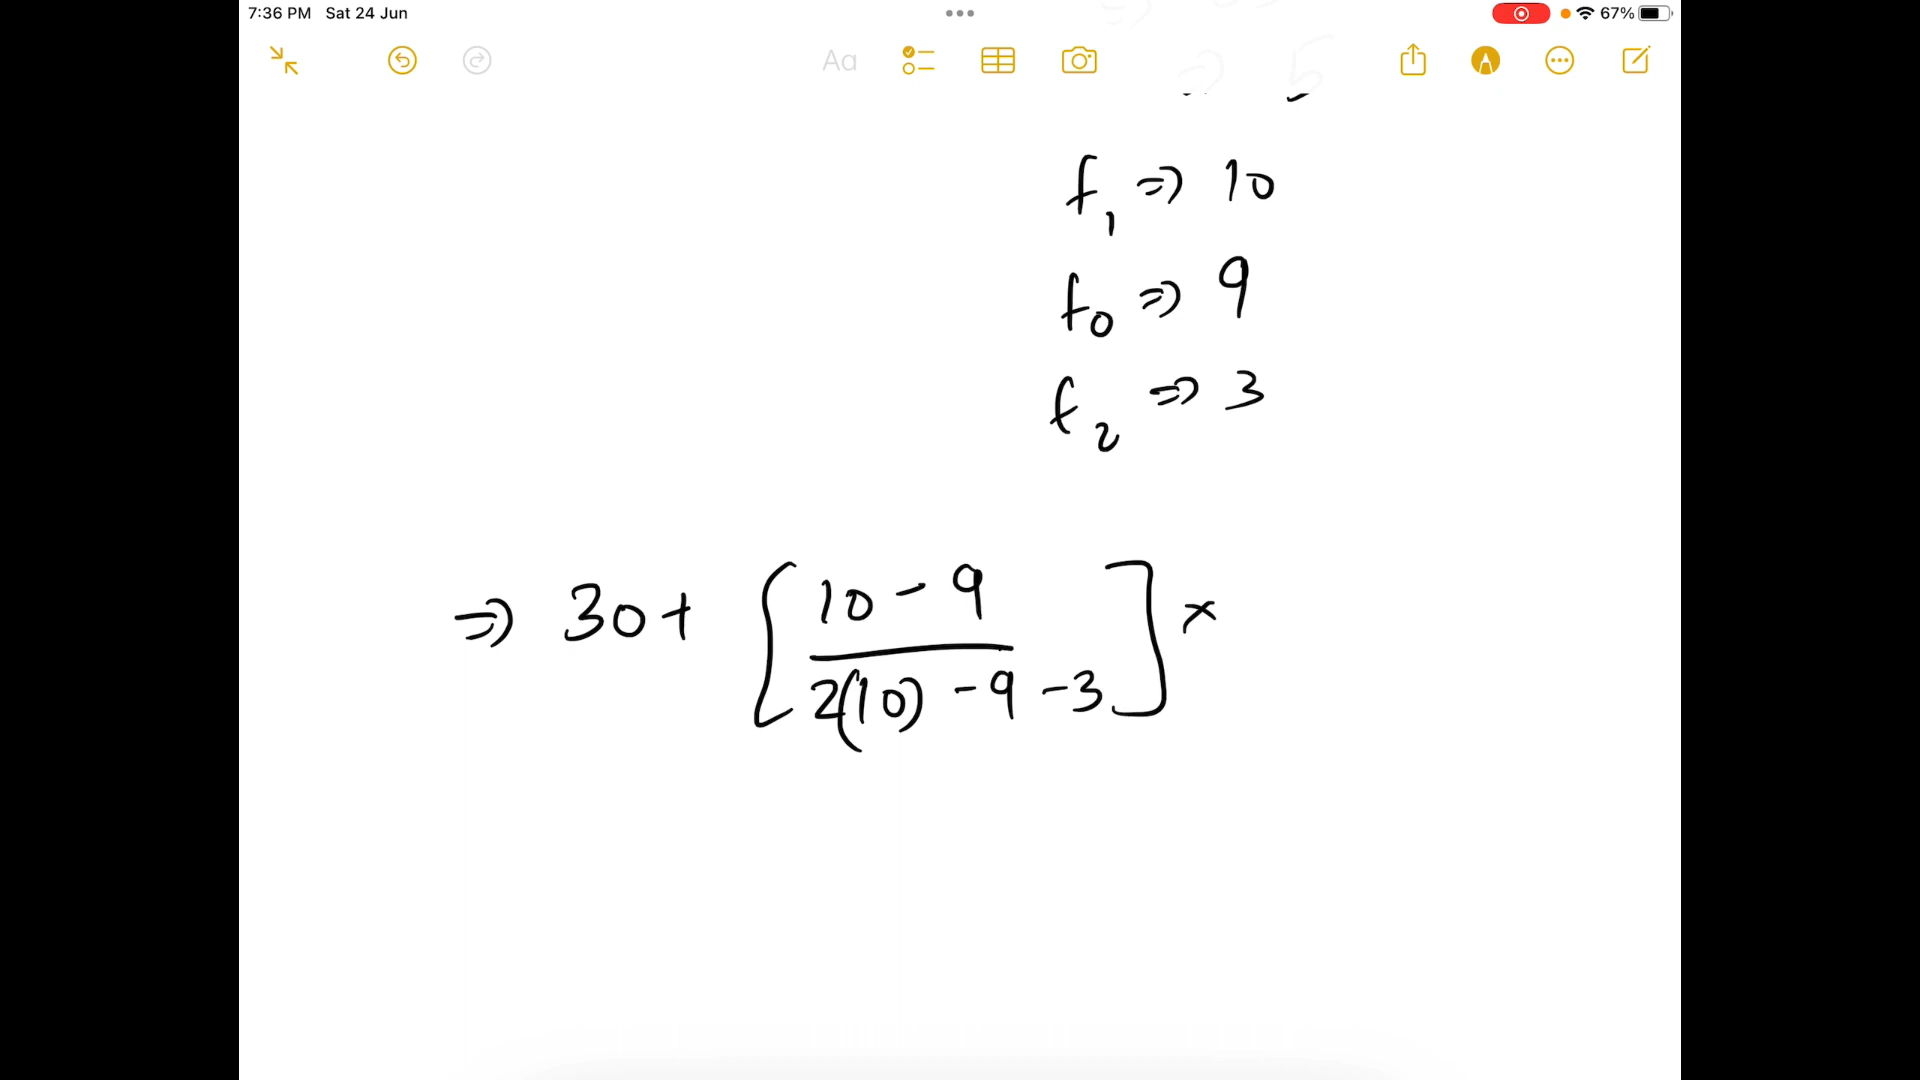 7:36 PM Sat 24 Jun
67%
Aa
=> 5
f₁ => 10
f₀ => 9
f₂ => 3
=> 30 + [ 10 - 9 / 2(10) - 9 - 3 ] ×